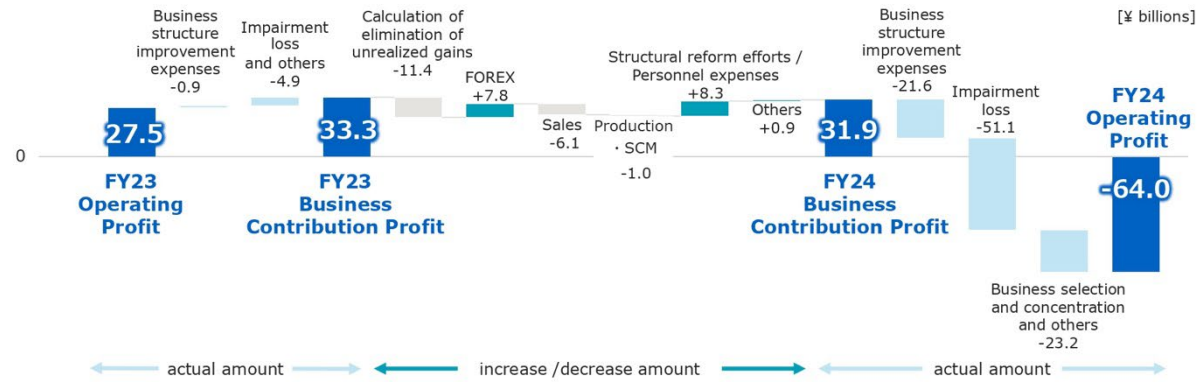 [¥ billions]
Business
structure
improvement
expenses
-0.9
Impairment
loss
and others
-4.9
Calculation of
elimination of
unrealized gains
-11.4
FOREX
+7.8
Sales
-6.1
Production
・SCM
-1.0
Structural reform efforts /
Personnel expenses
+8.3
Others
+0.9
Business
structure
improvement
expenses
-21.6
Impairment
loss
-51.1
Business selection
and concentration
and others
-23.2
FY24
Operating
Profit
0
27.5
33.3
31.9
-64.0
FY23
Operating
Profit
FY23
Business
Contribution Profit
FY24
Business
Contribution Profit
actual amount
increase /decrease amount
actual amount